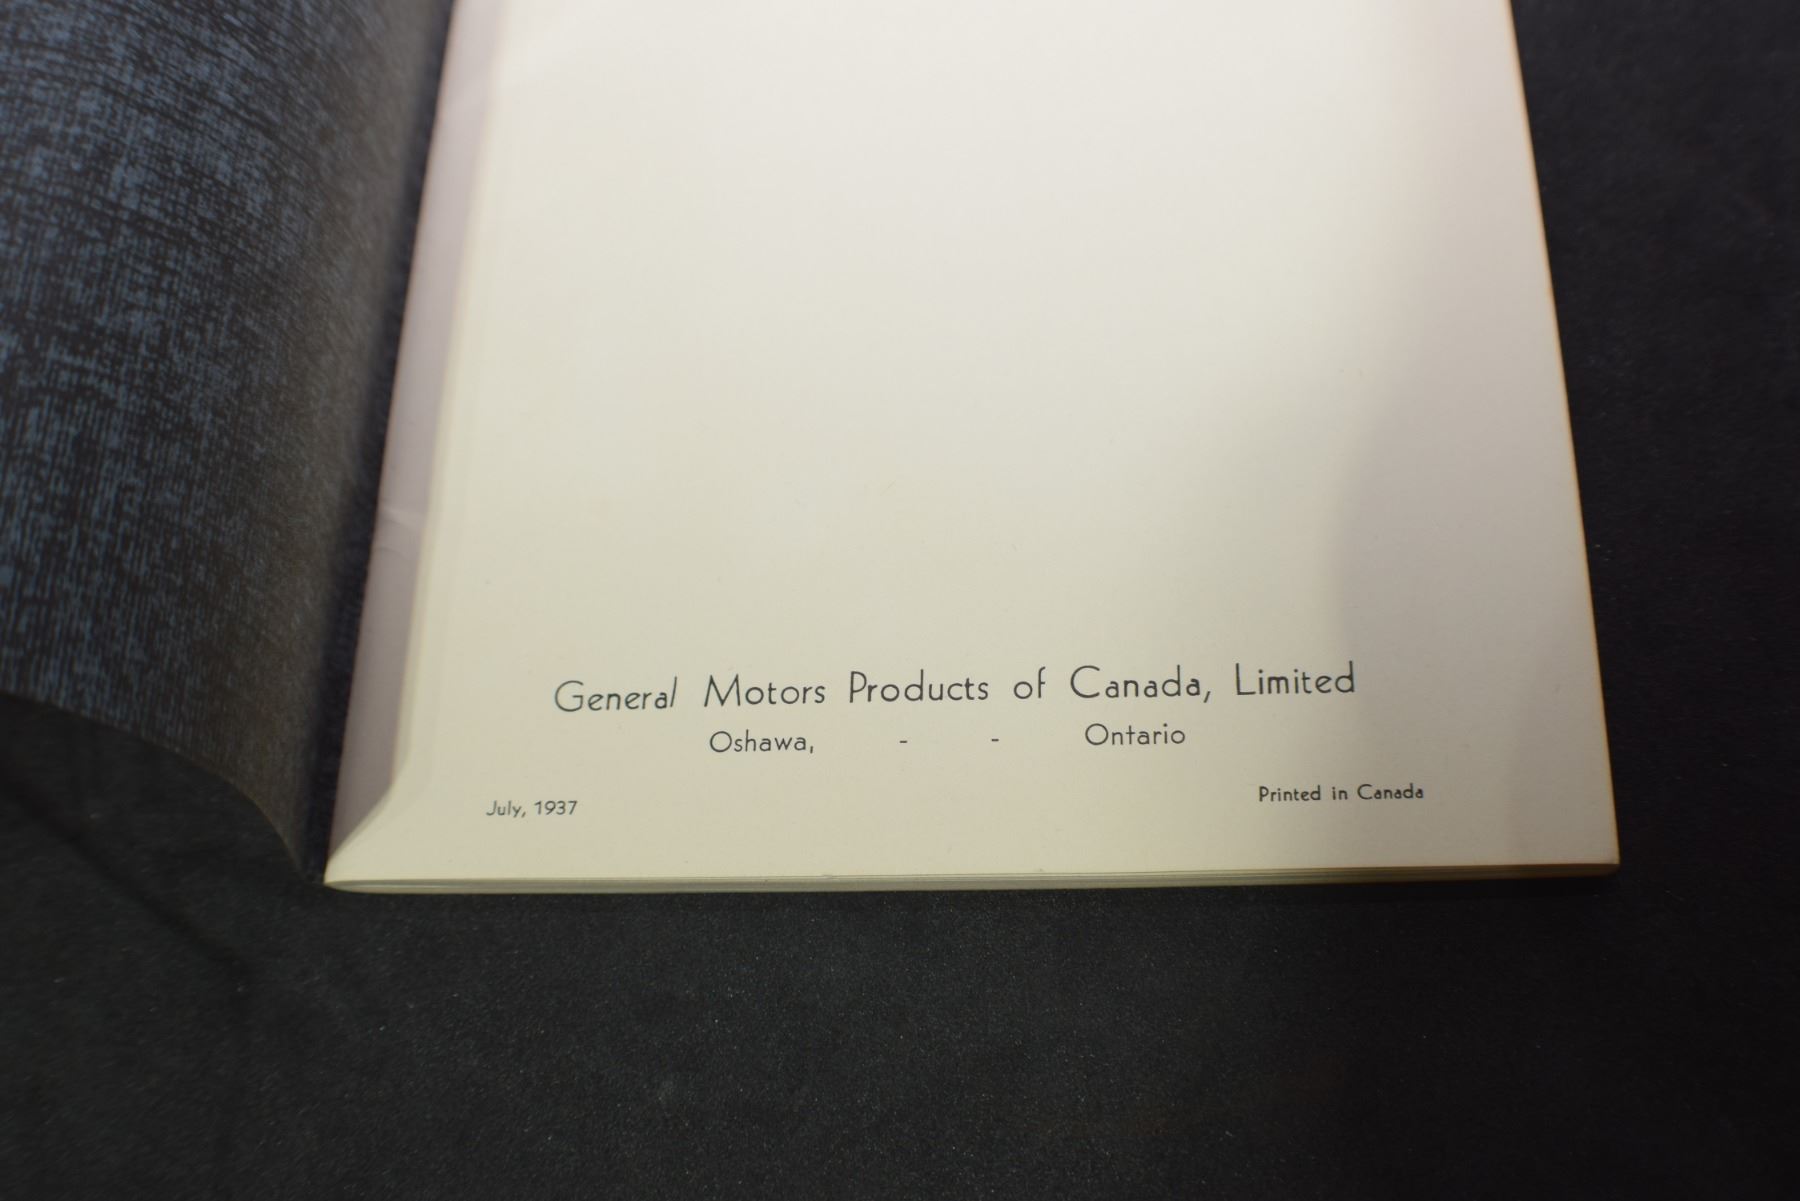 General Motors Products of Canada, Limited
Oshawa, - - Ontario
Printed in Canada
July, 1937